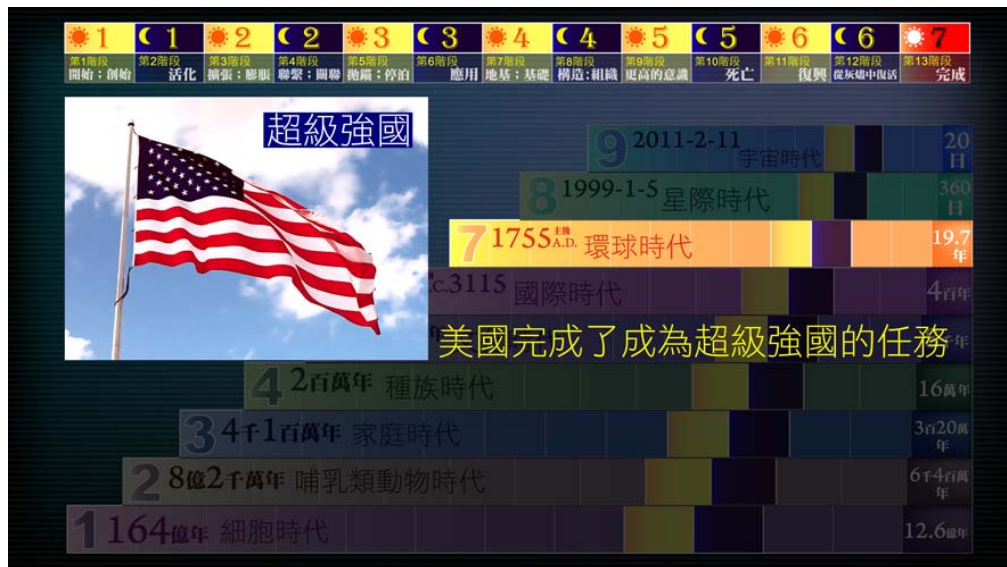 1 1 2 2 3 3 4 4 5 5 6 6 7
第1階段 第2階段 第3階段 第4階段 第5階段 第6階段 第7階段 第8階段 第9階段 第10階段 第11階段 第12階段 第13階段
開始；創始 活化 擴張；膨脹 聯繫；關聯 拋錨；停泊 應用 地基；基礎 構造;組織 更高的意識 死亡 復興 從灰燼中復活 完成
超級強國
9 2011-2-11 宇宙時代 20日
8 1999-1-5 星際時代 360日
7 1755 主後 A.D. 環球時代 19.7年
3115 國際時代 4百年
美國完成了成為超級強國的任務
4 2百萬年 種族時代 16萬年
3 4千1百萬年 家庭時代 3百20萬年
2 8億2千萬年 哺乳類動物時代 6千4百萬年
1 164億年 細胞時代 12.6億年